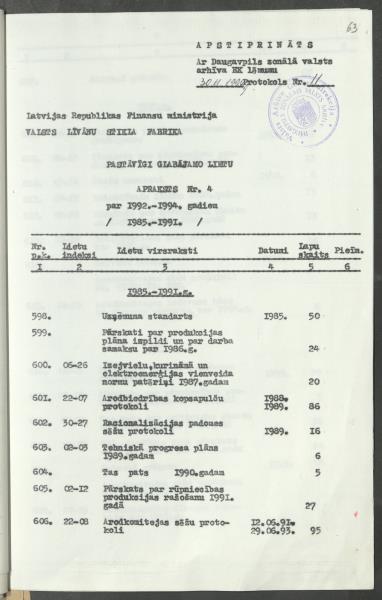 63
APSTIPRINĀTS
Ar Daugavpils zonālā valsts
arhīva EK lēmumu
Protokols Nr. 11
Latvijas Republikas Finansu ministrija
VALSTS LĪVĀNU STIKLA FABRIKA
PASTĀVĪGI GLABĀJAMO LIETU
APRAKSTS Nr. 4
par 1992.-1994. gadiem
/ 1985.-1991. /
Nr. p.k. Lietu indeksi Lietu virsraksti Datumi Lapu skaits Piezīm.
1 2 3 4 5 6
1985.-1991.g.
598. Uzņēmuma standarts 1985. 50
599. Pārskati par produkcijas
plāna izpildi un par darba
samaksu par 1986.g. 24
600. 06-26 Izejvielu, kurināmā un
elektroenerģijas vienveida
normu patēriņi 1987.gadam 20
601. 22-07 Arodbiedrības kopsapulču 1988.
protokoli 1989. 86
602. 30-27 Racionalizācijas padomes
sēžu protokoli 1989. 16
603. 02-03 Tehniskā progresa plāns
1989.gadam 6
604. Tas pats 1990.gadam 5
605. 02-12 Pārskats par rūpniecības
produkcijas ražošanu 1991.
gadā 27
606. 22-08 Arodkomitejas sēžu proto- 12.06.91.
koli 29.06.93. 95